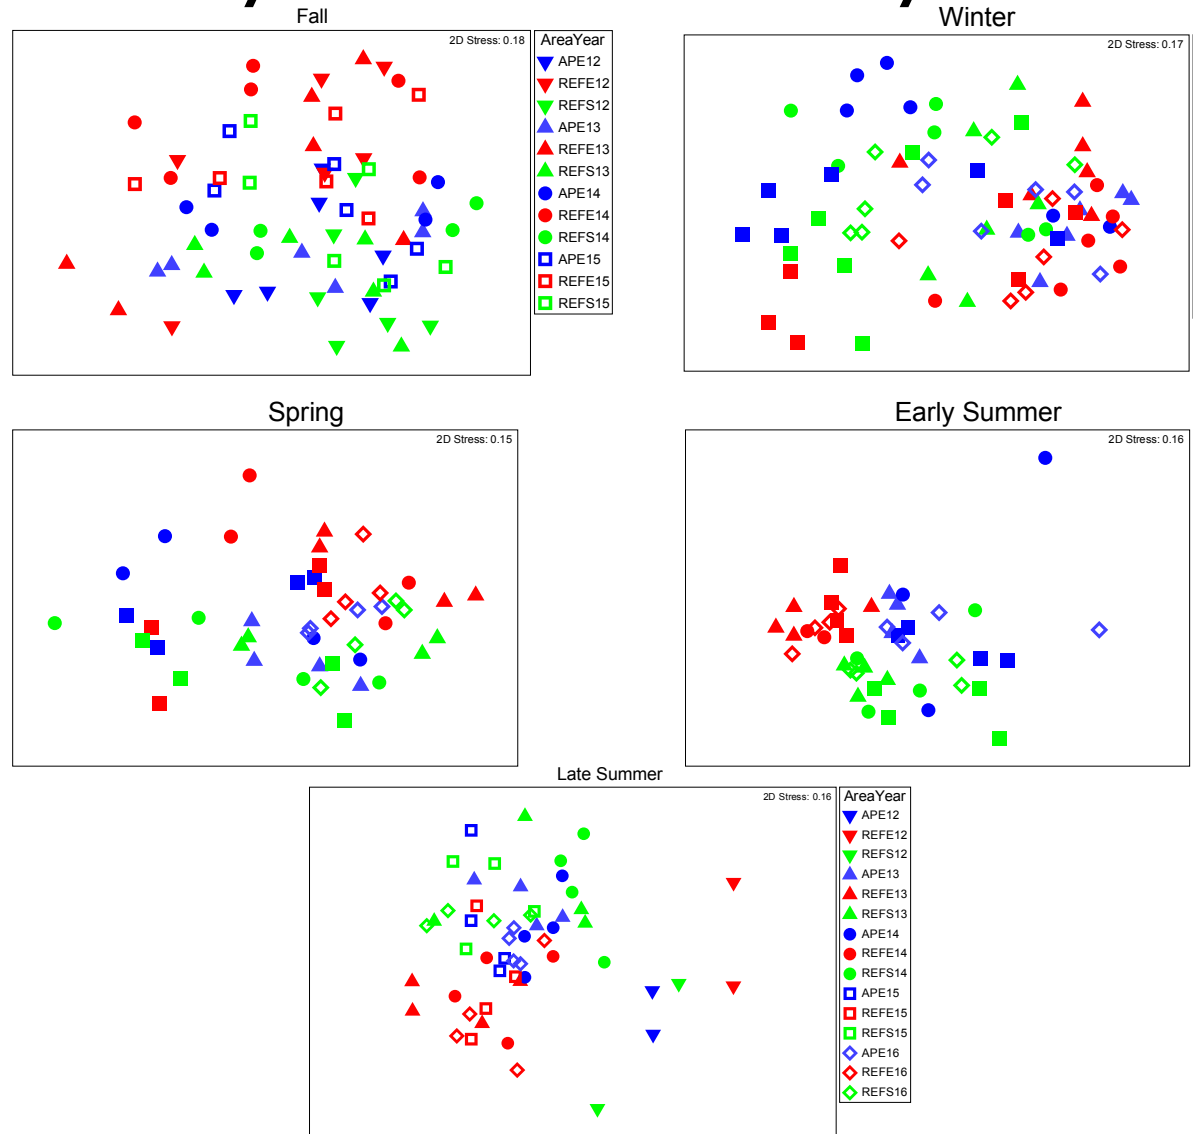 Fall
2D Stress: 0.18
AreaYear
APE12
REFE12
REFS12
APE13
REFE13
REFS13
APE14
REFE14
REFS14
APE15
REFE15
REFS15
Winter
2D Stress: 0.17
Spring
2D Stress: 0.15
Early Summer
2D Stress: 0.16
Late Summer
2D Stress: 0.16
AreaYear
APE12
REFE12
REFS12
APE13
REFE13
REFS13
APE14
REFE14
REFS14
APE15
REFE15
REFS15
APE16
REFE16
REFS16